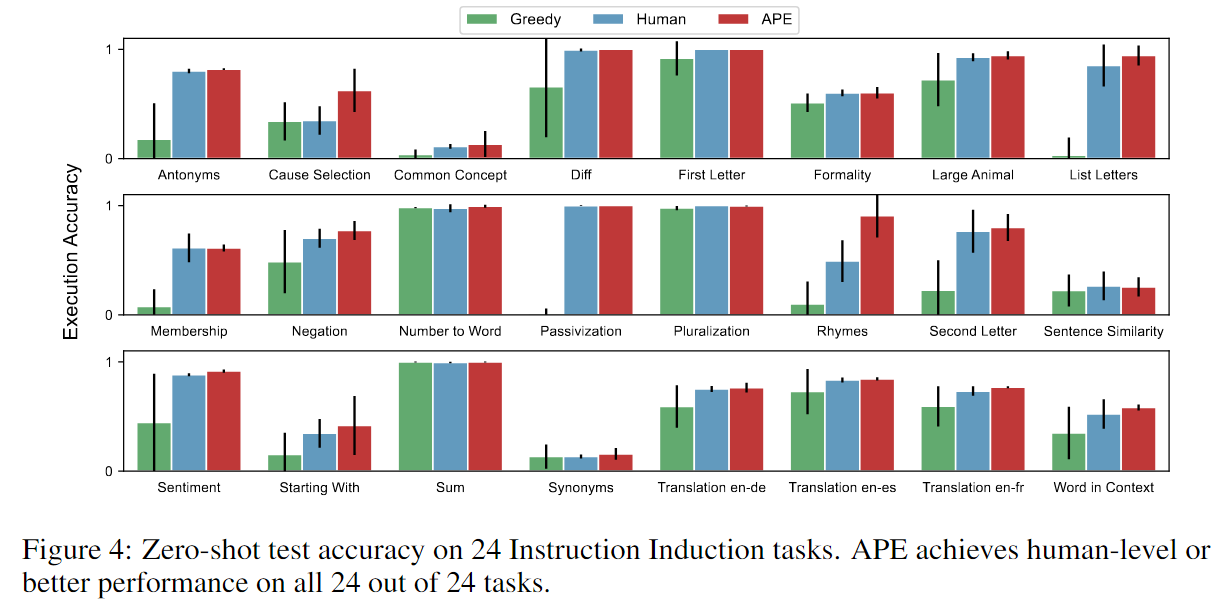 Greedy Human APE
1
0
Antonyms Cause Selection Common Concept Diff First Letter Formality Large Animal List Letters
Execution Accuracy
1
0
Membership Negation Number to Word Passivization Pluralization Rhymes Second Letter Sentence Similarity
1
0
Sentiment Starting With Sum Synonyms Translation en-de Translation en-es Translation en-fr Word in Context
Figure 4: Zero-shot test accuracy on 24 Instruction Induction tasks. APE achieves human-level or
better performance on all 24 out of 24 tasks.